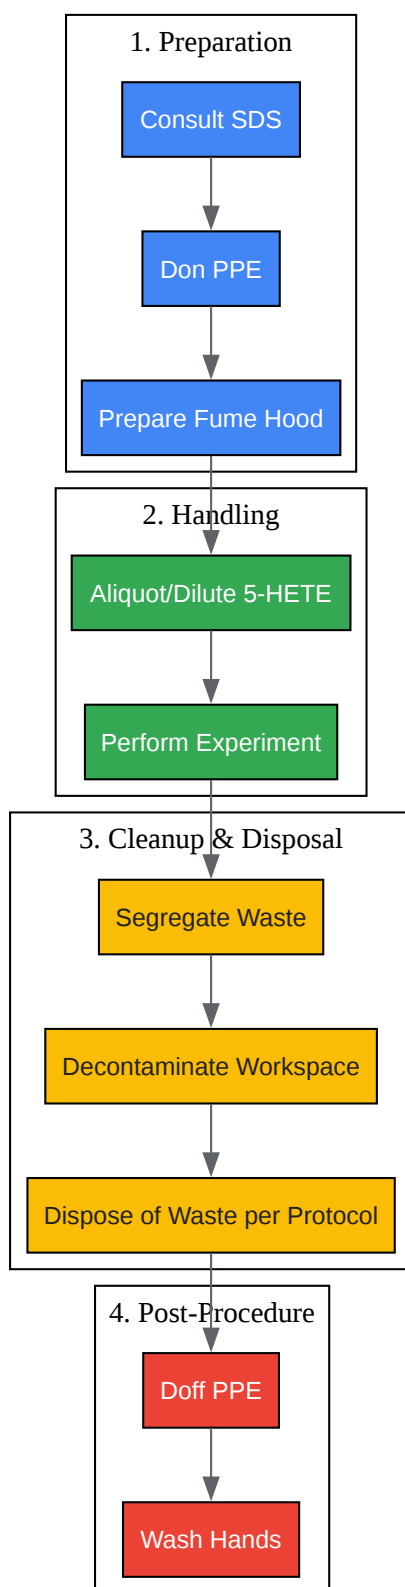 1. Preparation
Consult SDS
Don PPE
Prepare Fume Hood
2. Handling
Aliquot/Dilute 5-HETE
Perform Experiment
3. Cleanup & Disposal
Segregate Waste
Decontaminate Workspace
Dispose of Waste per Protocol
4. Post-Procedure
Doff PPE
Wash Hands